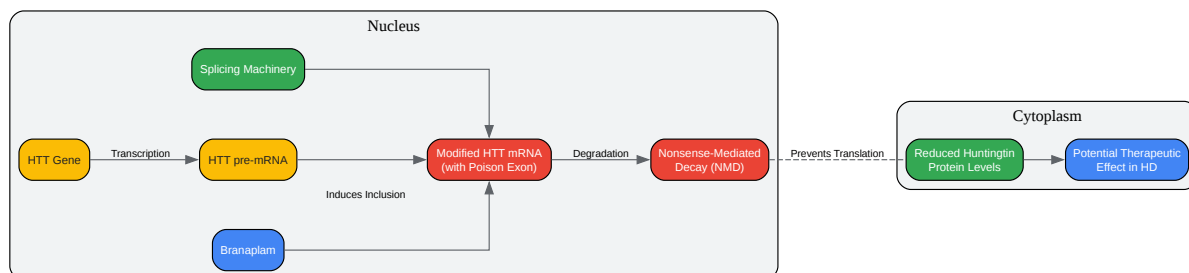 Nucleus
Splicing Machinery
HTT Gene
Transcription
HTT pre-mRNA
Modified HTT mRNA
(with Poison Exon)
Degradation
Nonsense-Mediated
Decay (NMD)
Prevents Translation
Induces Inclusion
Branaplam
Cytoplasm
Reduced Huntingtin
Protein Levels
Potential Therapeutic
Effect in HD